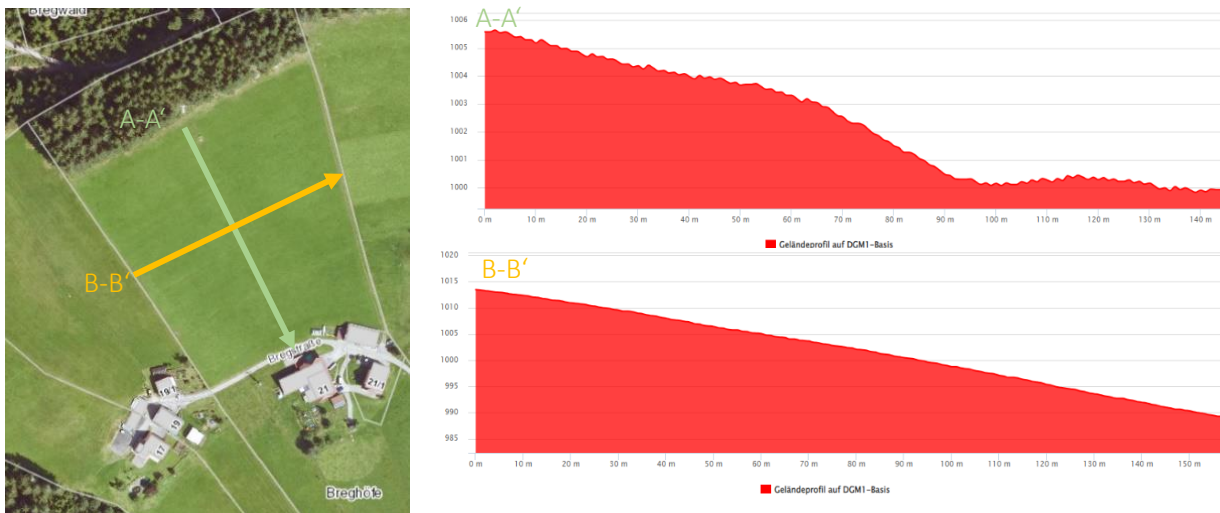 Bregwald
A-A‘
B-B‘
Bregstraße
19/1
19
17
21
21/1
Breghöfe
A-A‘
1006
1005
1004
1003
1002
1001
1000
0 m 10 m 20 m 30 m 40 m 50 m 60 m 70 m 80 m 90 m 100 m 110 m 120 m 130 m 140 m
Geländeprofil auf DGM1-Basis
B-B‘
1020
1015
1010
1005
1000
995
990
985
0 m 10 m 20 m 30 m 40 m 50 m 60 m 70 m 80 m 90 m 100 m 110 m 120 m 130 m 140 m 150 m
Geländeprofil auf DGM1-Basis